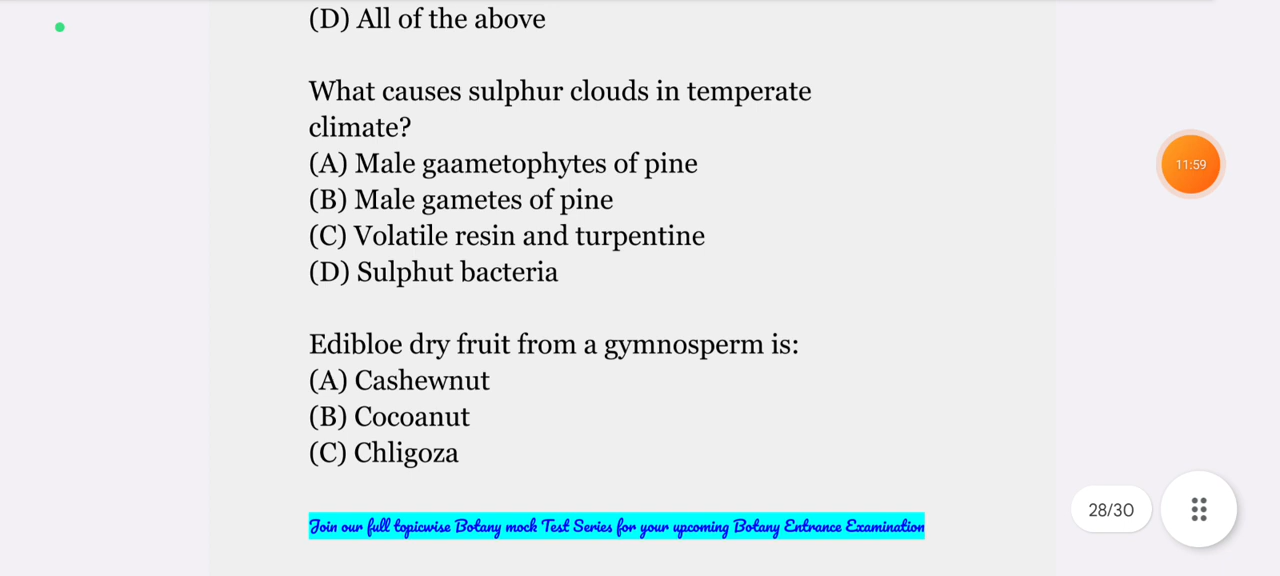 (D) All of the above
What causes sulphur clouds in temperate
climate?
(A) Male gaametophytes of pine
(B) Male gametes of pine
(C) Volatile resin and turpentine
(D) Sulphut bacteria
Edibloe dry fruit from a gymnosperm is:
(A) Cashewnut
(B) Cocoanut
(C) Chligoza
Join our full topicwise Botany mock Test Series for your upcoming Botany Entrance Examination
11:59
28/30